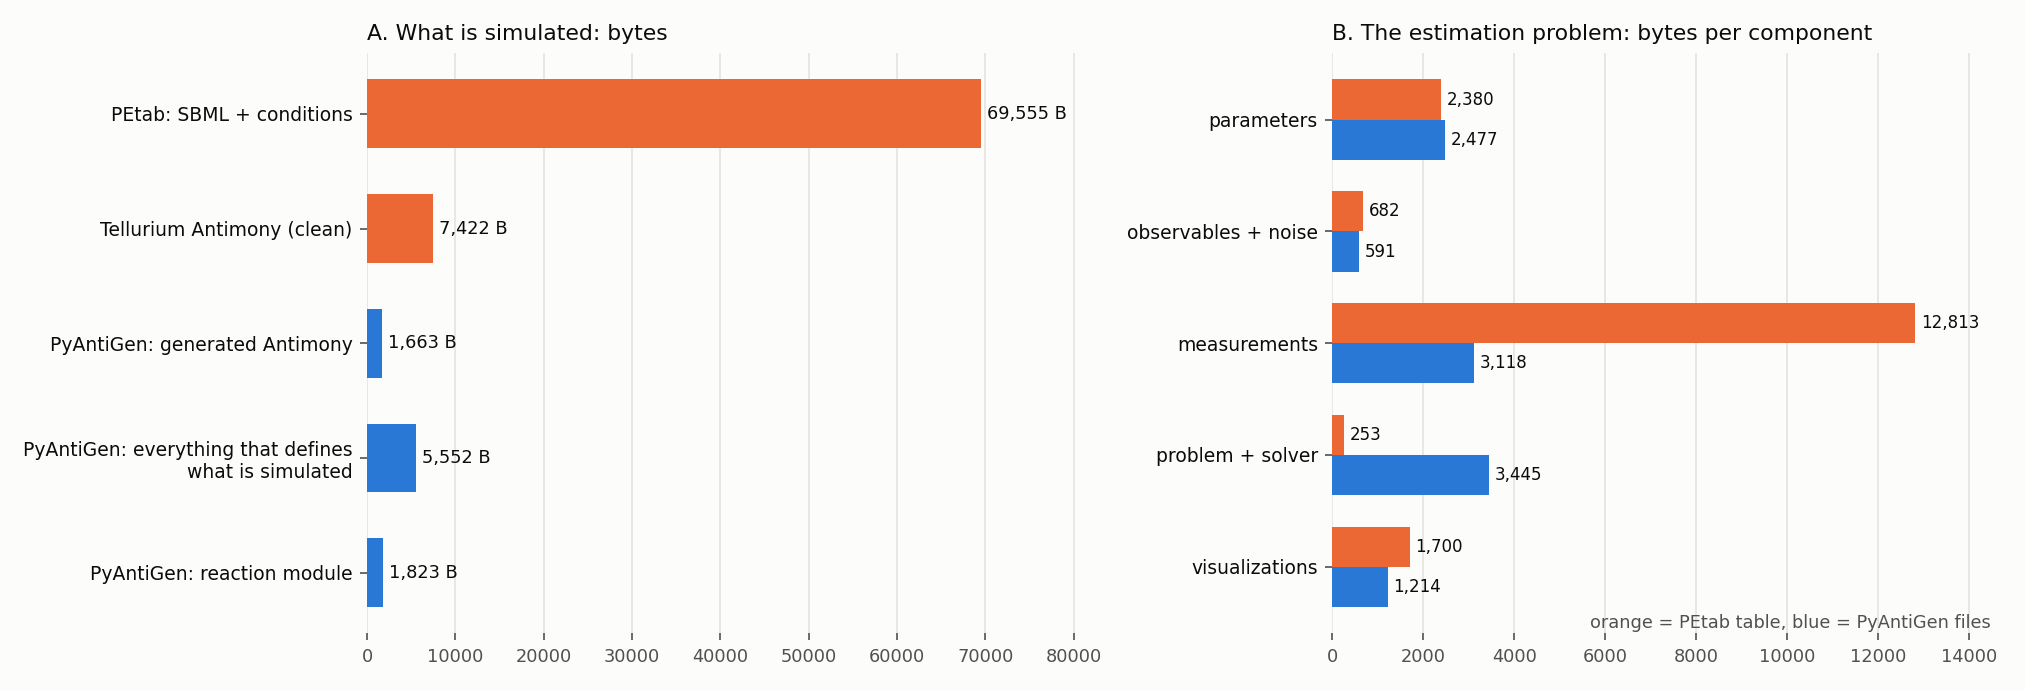 A. What is simulated: bytes
PEtab: SBML + conditions
69,555 B
Tellurium Antimony (clean)
7,422 B
PyAntiGen: generated Antimony
1,663 B
PyAntiGen: everything that defines
what is simulated
5,552 B
PyAntiGen: reaction module
1,823 B
0 10000 20000 30000 40000 50000 60000 70000 80000
B. The estimation problem: bytes per component
parameters
2,380
2,477
observables + noise
682
591
measurements
12,813
3,118
problem + solver
253
3,445
visualizations
1,700
1,214
orange = PEtab table, blue = PyAntiGen files
0 2000 4000 6000 8000 10000 12000 14000